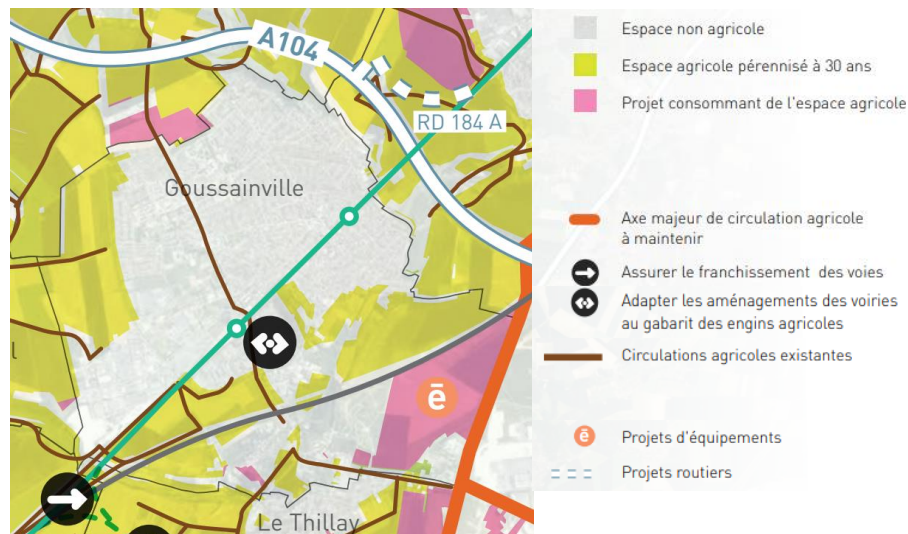 A104
RD 184 A
Goussainville
l
ē
Le Thillay
Espace non agricole
Espace agricole pérennisé à 30 ans
Projet consommant de l'espace agricole
Axe majeur de circulation agricole
à maintenir
Assurer le franchissement des voies
Adapter les aménagements des voiries
au gabarit des engins agricoles
Circulations agricoles existantes
ē Projets d'équipements
Projets routiers